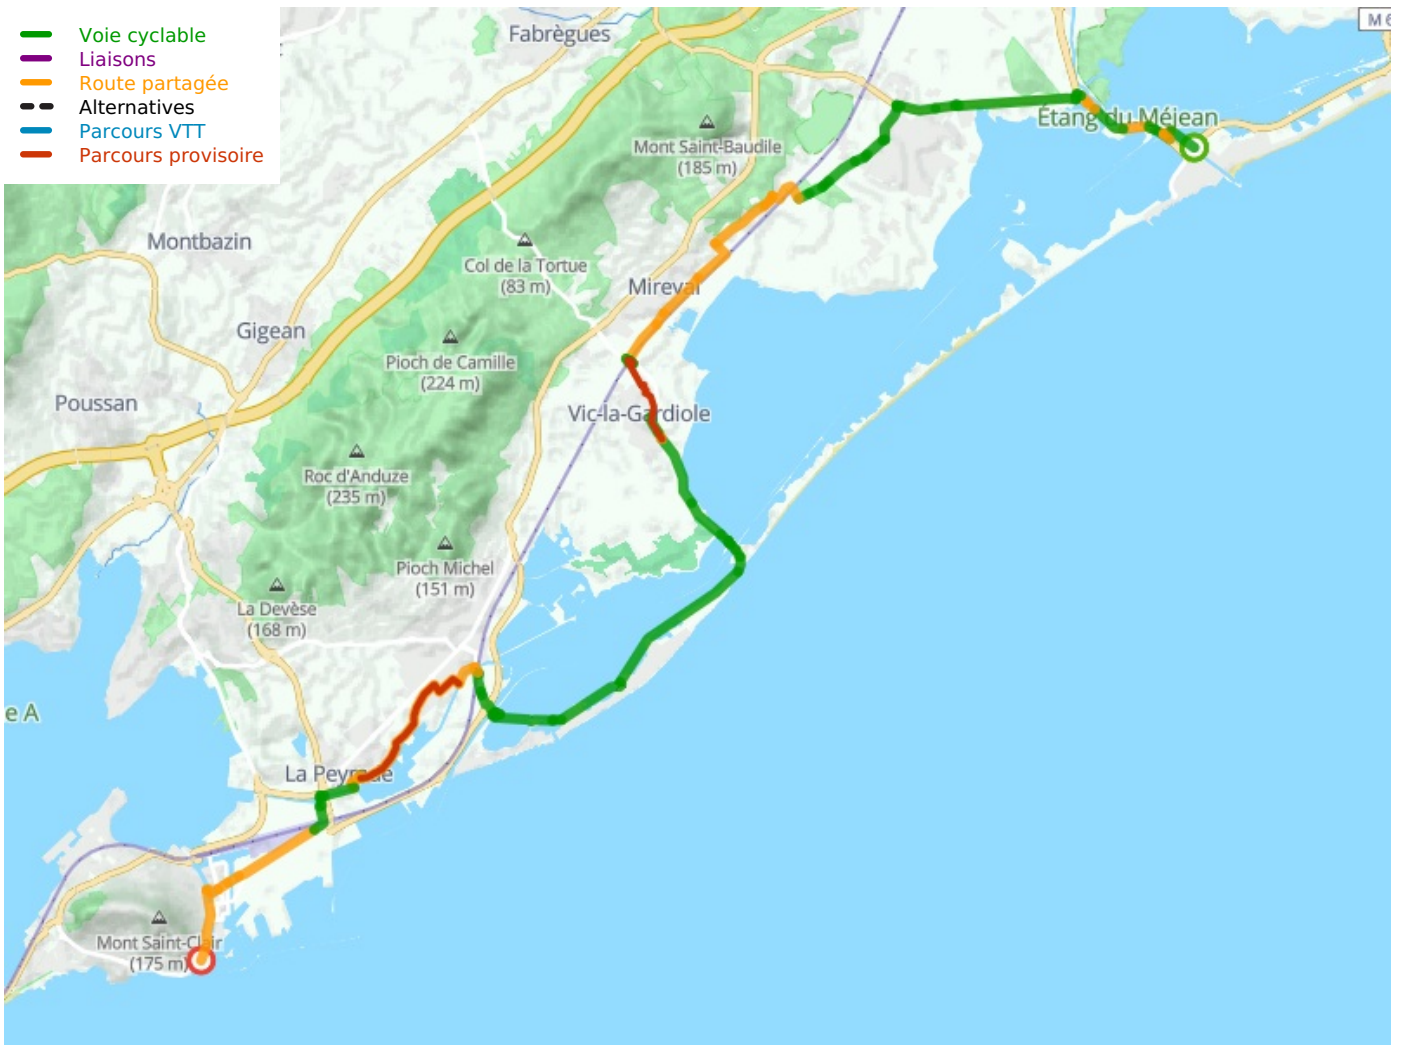 Voie cyclable
Liaisons
Route partagée
Alternatives
Parcours VTT
Parcours provisoire
Fabrègues
M 6
Étang du Méjean
Mont Saint-Baudile
(185 m)
Montbazin
Col de la Tortue
(83 m)
Mireval
Gigean
Pioch de Camille
(224 m)
Poussan
Vic-la-Gardiole
Roc d'Anduze
(235 m)
Pioch Michel
(151 m)
La Devèse
(168 m)
e A
La Peyrade
Mont Saint-Clair
(175 m)